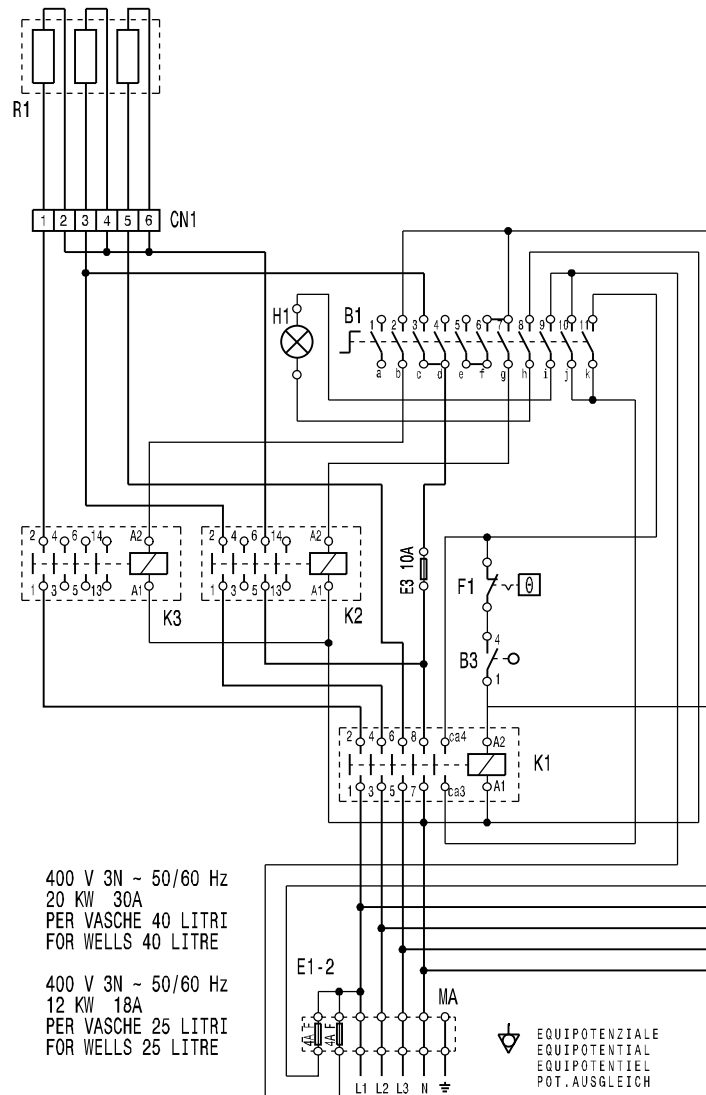 R1
1 2 3 4 5 6 CN1
H1 B1
1 2 3 4 5 6 7 8 9 10 11
a b c d e f g h i j k
2 4 6 14 A2
1 3 5 13 A1
K3
2 4 6 14 A2
1 3 5 13 A1
K2
E3 10A
F1 θ
4
B3
1
2 4 6 8 ca4 A2
K1
1 3 5 7 ca3 A1
400 V 3N ~ 50/60 Hz
20 KW 30A
PER VASCHE 40 LITRI
FOR WELLS 40 LITRE
400 V 3N ~ 50/60 Hz
12 KW 18A
PER VASCHE 25 LITRI
FOR WELLS 25 LITRE
E1-2
MA
4A F 4A F
L1 L2 L3 N
EQUIPOTENZIALE
EQUIPOTENTIAL
EQUIPOTENTIEL
POT.AUSGLEICH